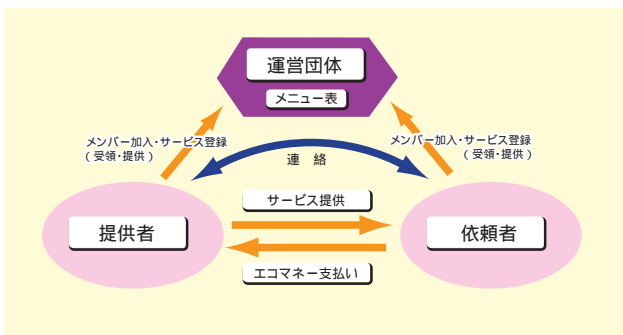 運営団体
メニュー表
メンバー加入・サービス登録
（受領・提供）
メンバー加入・サービス登録
（受領・提供）
連 絡
サービス提供
提供者
依頼者
エコマネー支払い